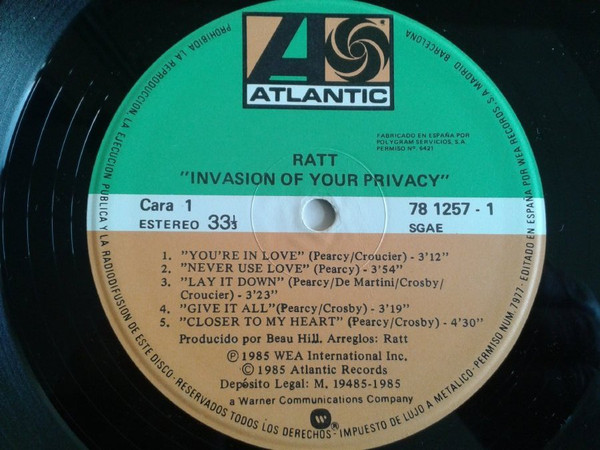 ATLANTIC
FABRICADO EN ESPAÑA POR
POLYGRAM SERVICIOS, S.A
PERMISO Nº. 6421
RATT
"INVASION OF YOUR PRIVACY"
Cara 1
ESTEREO 33⅓
78 1257 - 1
SGAE
1. "YOU'RE IN LOVE" (Pearcy/Croucier) - 3'12"
2. "NEVER USE LOVE" (Pearcy) - 3'54"
3. "LAY IT DOWN" (Pearcy/De Martini/Crosby/
Croucier) - 3'23"
4. "GIVE IT ALL"(Pearcy/Crosby) - 3'19"
5. "CLOSER TO MY HEART" (Pearcy/Crosby) - 4'30"
Producido por Beau Hill. Arreglos: Ratt
Ⓟ 1985 WEA International Inc.
© 1985 Atlantic Records
Depósito Legal: M. 19485-1985
a Warner Communications Company
PROHIBIDA LA REPRODUCCION, LA EJECUCION PUBLICA Y LA RADIODIFUSION DE ESTE DISCO - RESERVADOS TODOS LOS DERECHOS - IMPUESTO DE LUJO A METALICO - PERMISO NUM. 7977 - EDITADO EN ESPAÑA POR WEA RECORDS, S.A MADRID BARCELONA